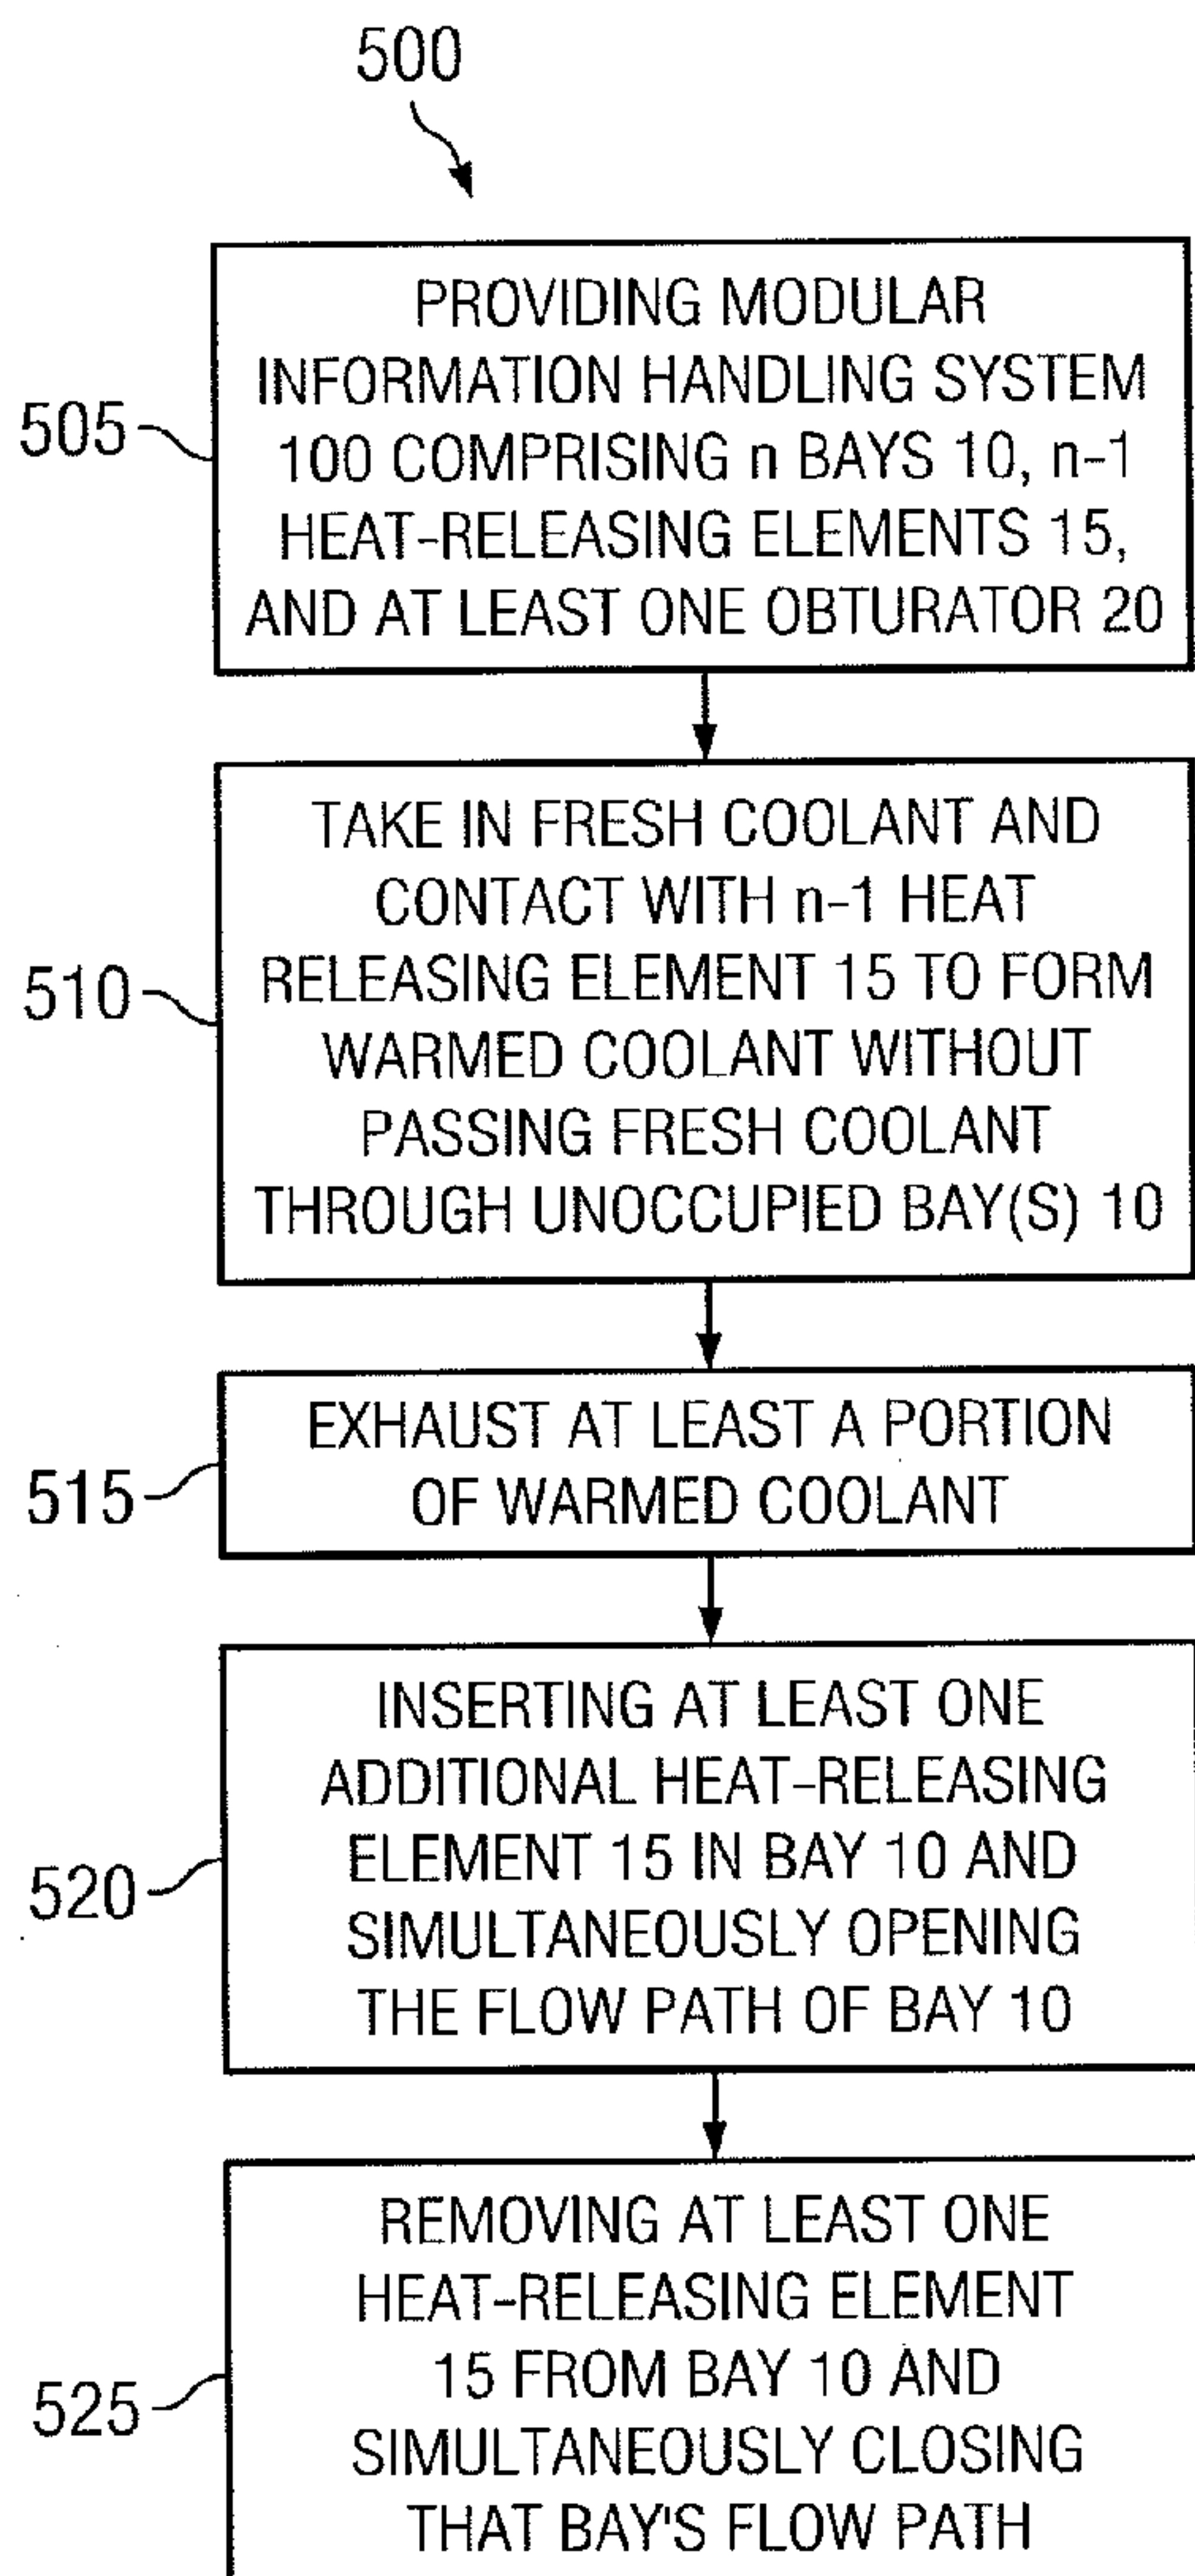 500
505
PROVIDING MODULAR
INFORMATION HANDLING SYSTEM
100 COMPRISING n BAYS 10, n-1
HEAT-RELEASING ELEMENTS 15,
AND AT LEAST ONE OBTURATOR 20
510
TAKE IN FRESH COOLANT AND
CONTACT WITH n-1 HEAT
RELEASING ELEMENT 15 TO FORM
WARMED COOLANT WITHOUT
PASSING FRESH COOLANT
THROUGH UNOCCUPIED BAY(S) 10
515
EXHAUST AT LEAST A PORTION
OF WARMED COOLANT
520
INSERTING AT LEAST ONE
ADDITIONAL HEAT-RELEASING
ELEMENT 15 IN BAY 10 AND
SIMULTANEOUSLY OPENING
THE FLOW PATH OF BAY 10
525
REMOVING AT LEAST ONE
HEAT-RELEASING ELEMENT
15 FROM BAY 10 AND
SIMULTANEOUSLY CLOSING
THAT BAY'S FLOW PATH